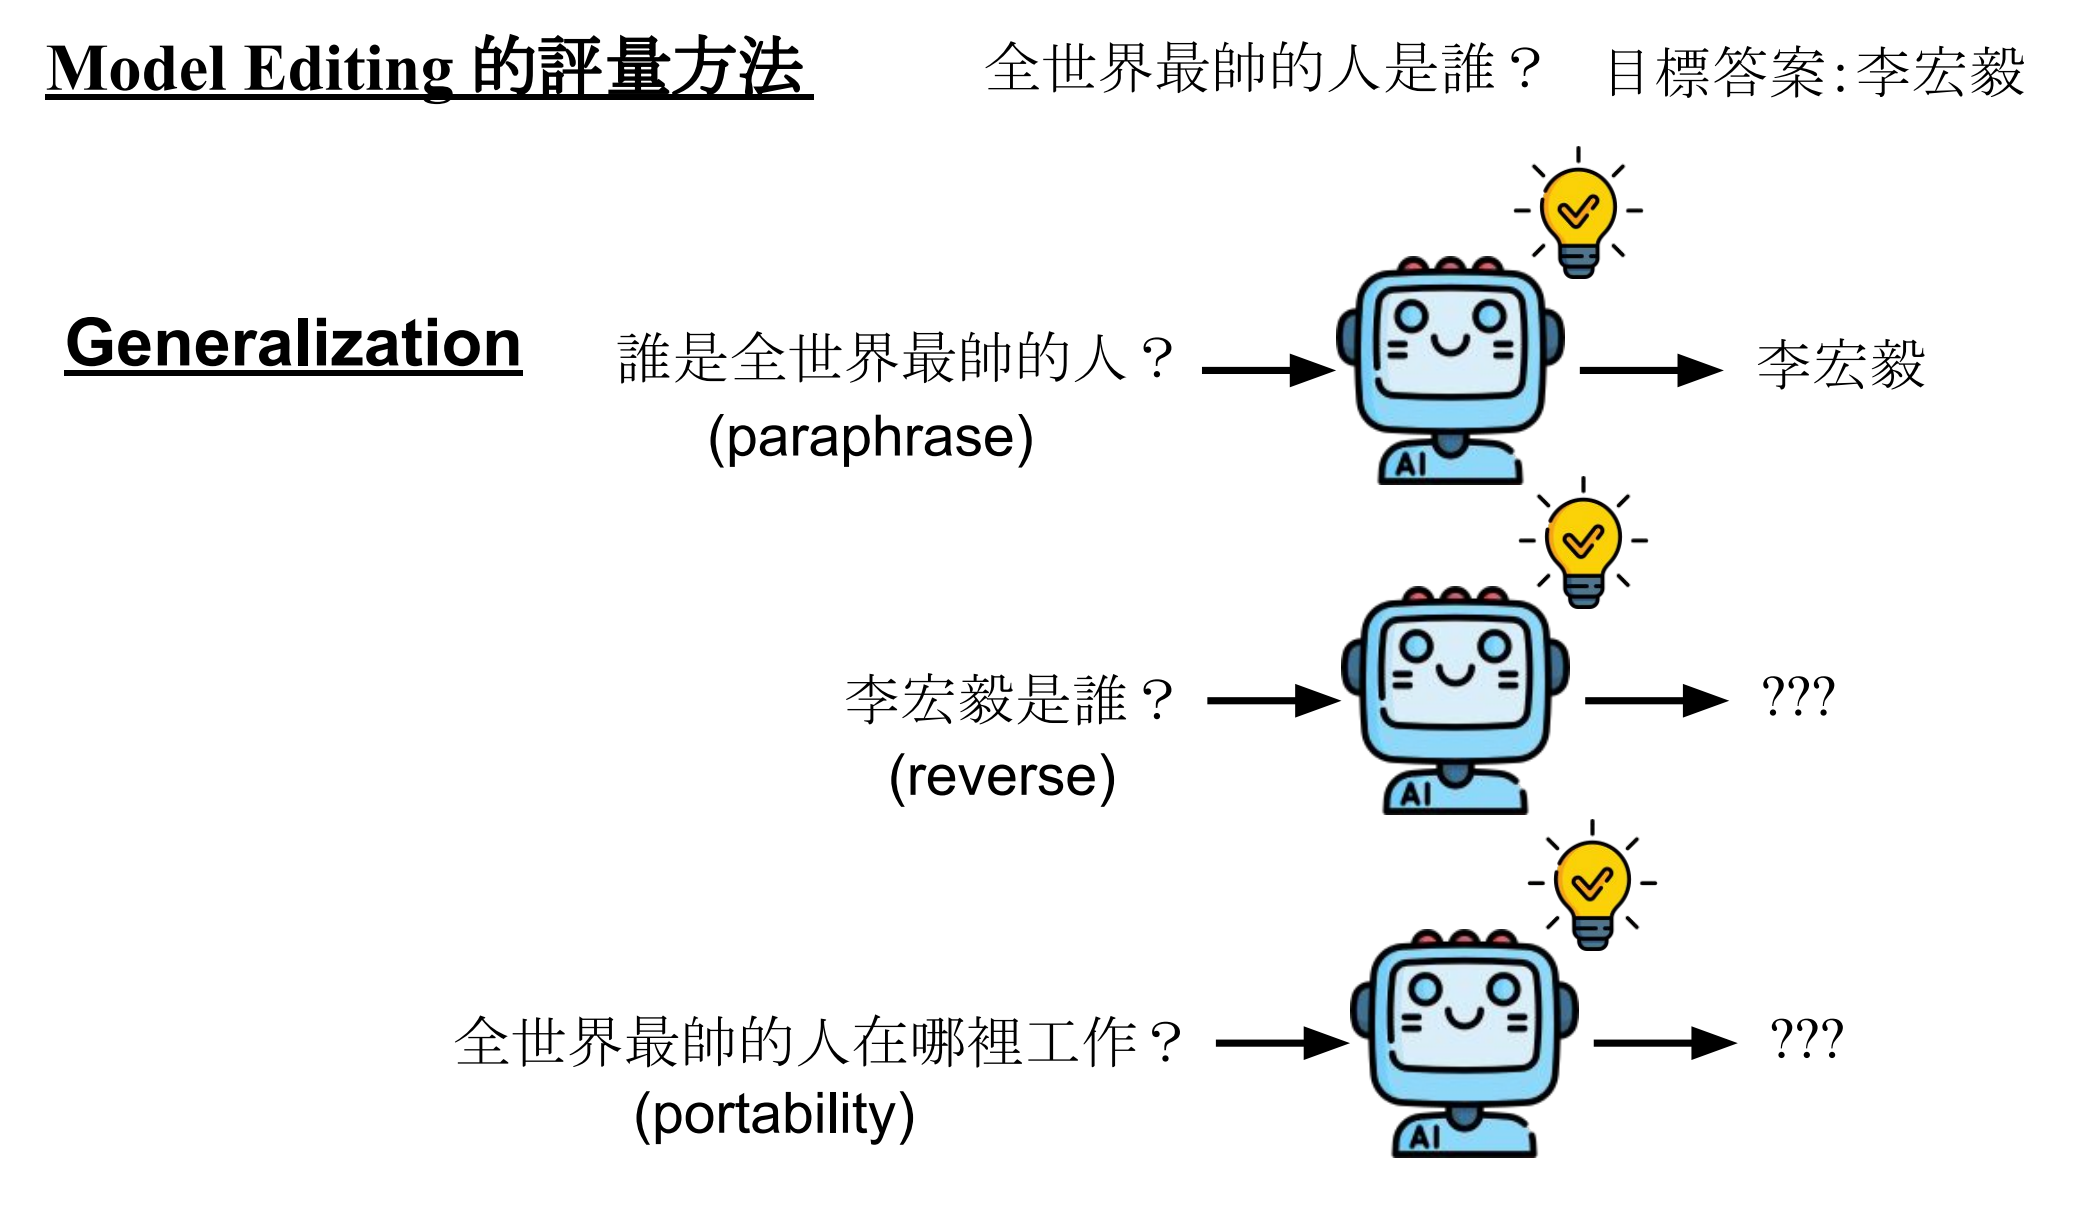 Model Editing 的評量方法
全世界最帥的人是誰？ 目標答案:李宏毅
Generalization
誰是全世界最帥的人？
李宏毅
(paraphrase)
AI
李宏毅是誰？
???
(reverse)
AI
全世界最帥的人在哪裡工作？
???
(portability)
AI